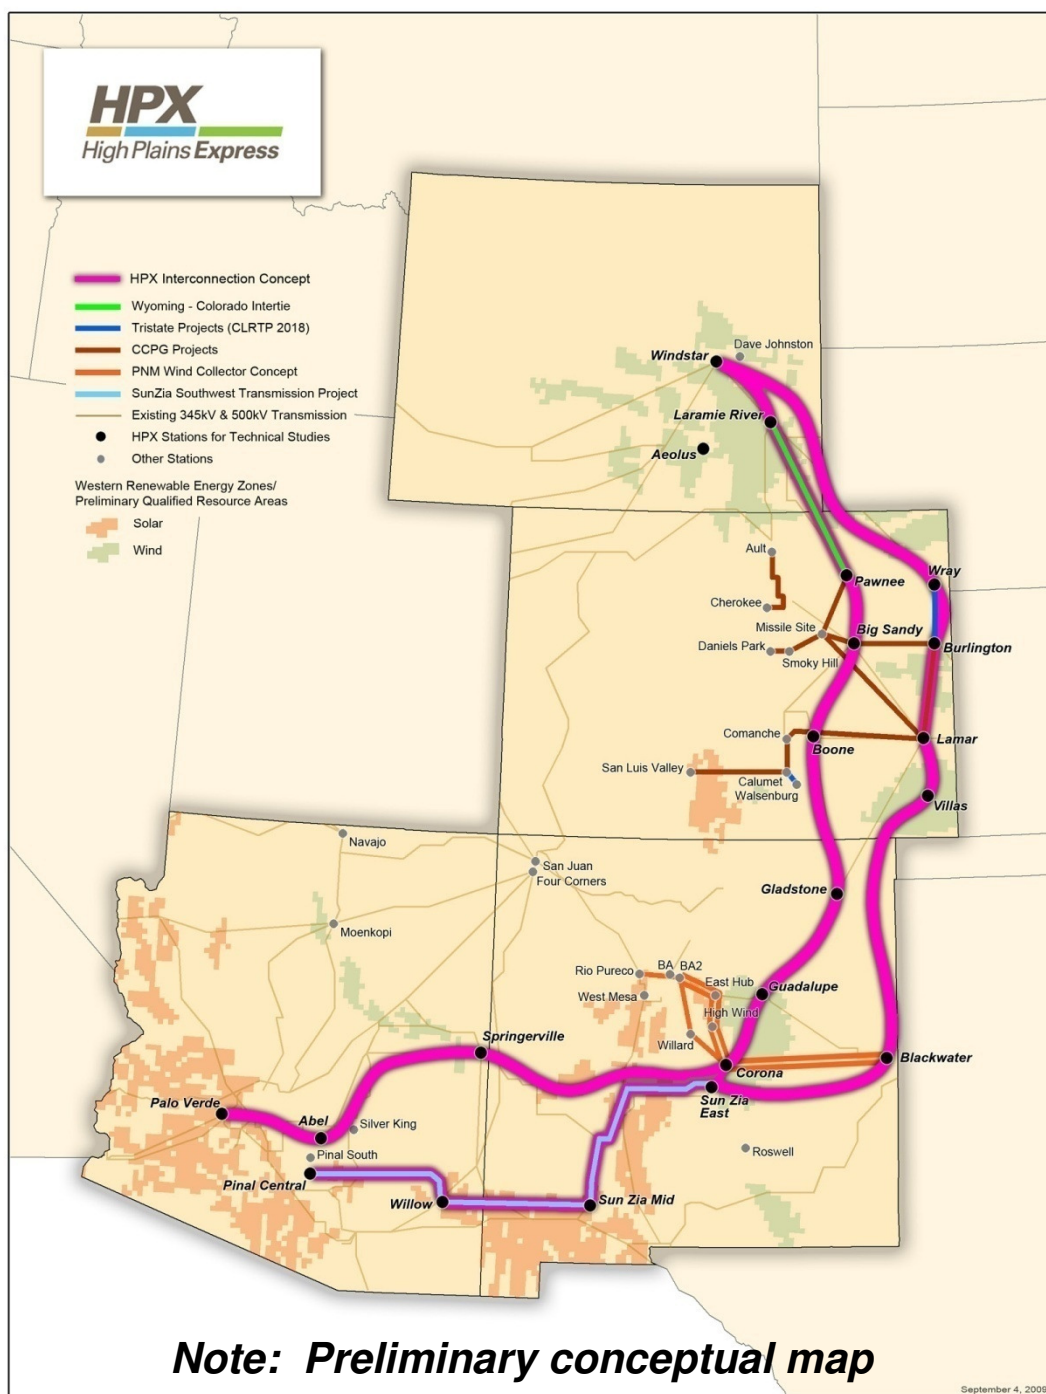 HPX
High Plains Express
HPX Interconnection Concept
Wyoming - Colorado Intertie
Tristate Projects (CLRTP 2018)
CCPG Projects
PNM Wind Collector Concept
SunZia Southwest Transmission Project
Existing 345kV & 500kV Transmission
HPX Stations for Technical Studies
Other Stations
Western Renewable Energy Zones/
Preliminary Qualified Resource Areas
Solar
Wind
Dave Johnston
Windstar
Laramie River
Aeolus
Ault
Wray
Pawnee
Cherokee
Missile Site
Big Sandy
Daniels Park
Smoky Hill
Burlington
Comanche
Boone
Lamar
San Luis Valley
Calumet
Walsenburg
Villas
Navajo
San Juan
Four Corners
Gladstone
Moenkopi
Rio Pureco
BA
BA2
East Hub
Guadalupe
West Mesa
High Wind
Springerville
Willard
Corona
Blackwater
Palo Verde
Sun Zia
East
Abel
Silver King
Pinal South
Roswell
Pinal Central
Willow
Sun Zia Mid
Note: Preliminary conceptual map
September 4, 2009